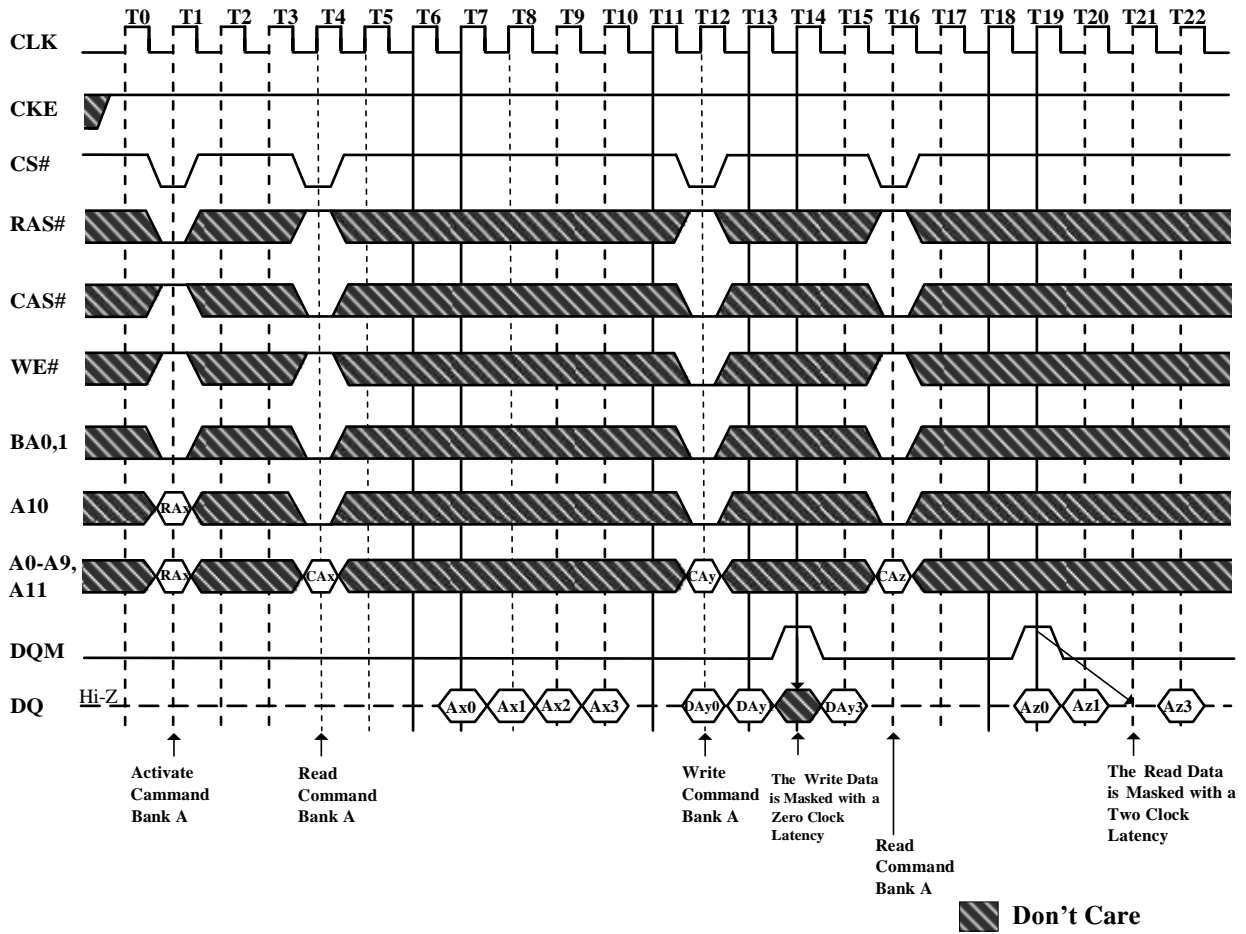 T0 T1 T2 T3 T4 T5 T6 T7 T8 T9 T10 T11 T12 T13 T14 T15 T16 T17 T18 T19 T20 T21 T22
CLK
CKE
CS#
RAS#
CAS#
WE#
BA0,1
A10
RAx
A0-A9,
A11
RAx CAx CAy CAz
DQM
Hi-Z
DQ
Ax0 Ax1 Ax2 Ax3 DAy0 DAy1 DAy3 Az0 Az1 Az3
Activate
Cammand
Bank A
Read
Command
Bank A
Write
Command
Bank A
The Write Data
is Masked with a
Zero Clock
Latency
Read
Command
Bank A
The Read Data
is Masked with a
Two Clock
Latency
Don't Care